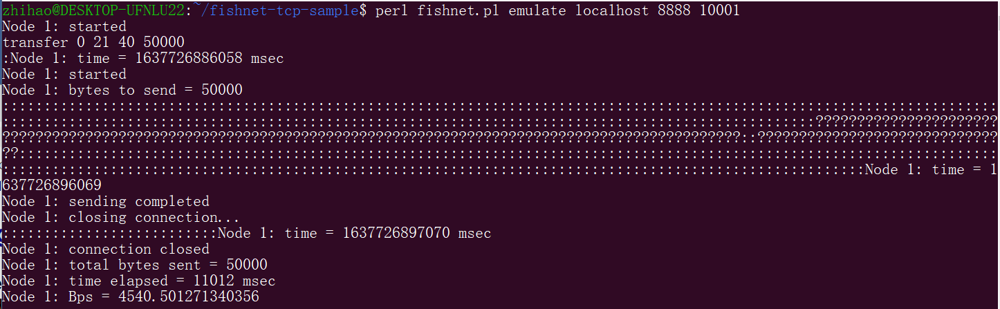 zhihao@DESKTOP-UFNLU22:~/fishnet-tcp-sample$ perl fishnet.pl emulate localhost 8888 10001
Node 1: started
transfer 0 21 40 50000
:Node 1: time = 1637726886058 msec
Node 1: started
Node 1: bytes to send = 50000
::::::::::::::::::::::::::::::::::::::::::::::::::::::::::::::::::::::::::::::::::::::::::::::::::::::::::::::::::::::::
::::::::::::::::::::::::::::::::::::::::::::::::::::::::::::::::::::::::::::::::::::::::::::::::::??????????????????????
?????????????????????????????????????????????????????????????????????????????????????????::?????????????????????????????
??::::::::::::::::::::::::::::::::::::::::::::::::::::::::::::::::::::::::::::::::::::::::::::::::::::::::::::::::::::::
::::::::::::::::::::::::::::::::::::::::::::::::::::::::::::::::::::::::::::::::::::::::::::::::::::::::Node 1: time = 1
637726896069
Node 1: sending completed
Node 1: closing connection...
::::::::::::::::::::::::::Node 1: time = 1637726897070 msec
Node 1: connection closed
Node 1: total bytes sent = 50000
Node 1: time elapsed = 11012 msec
Node 1: Bps = 4540.501271340356